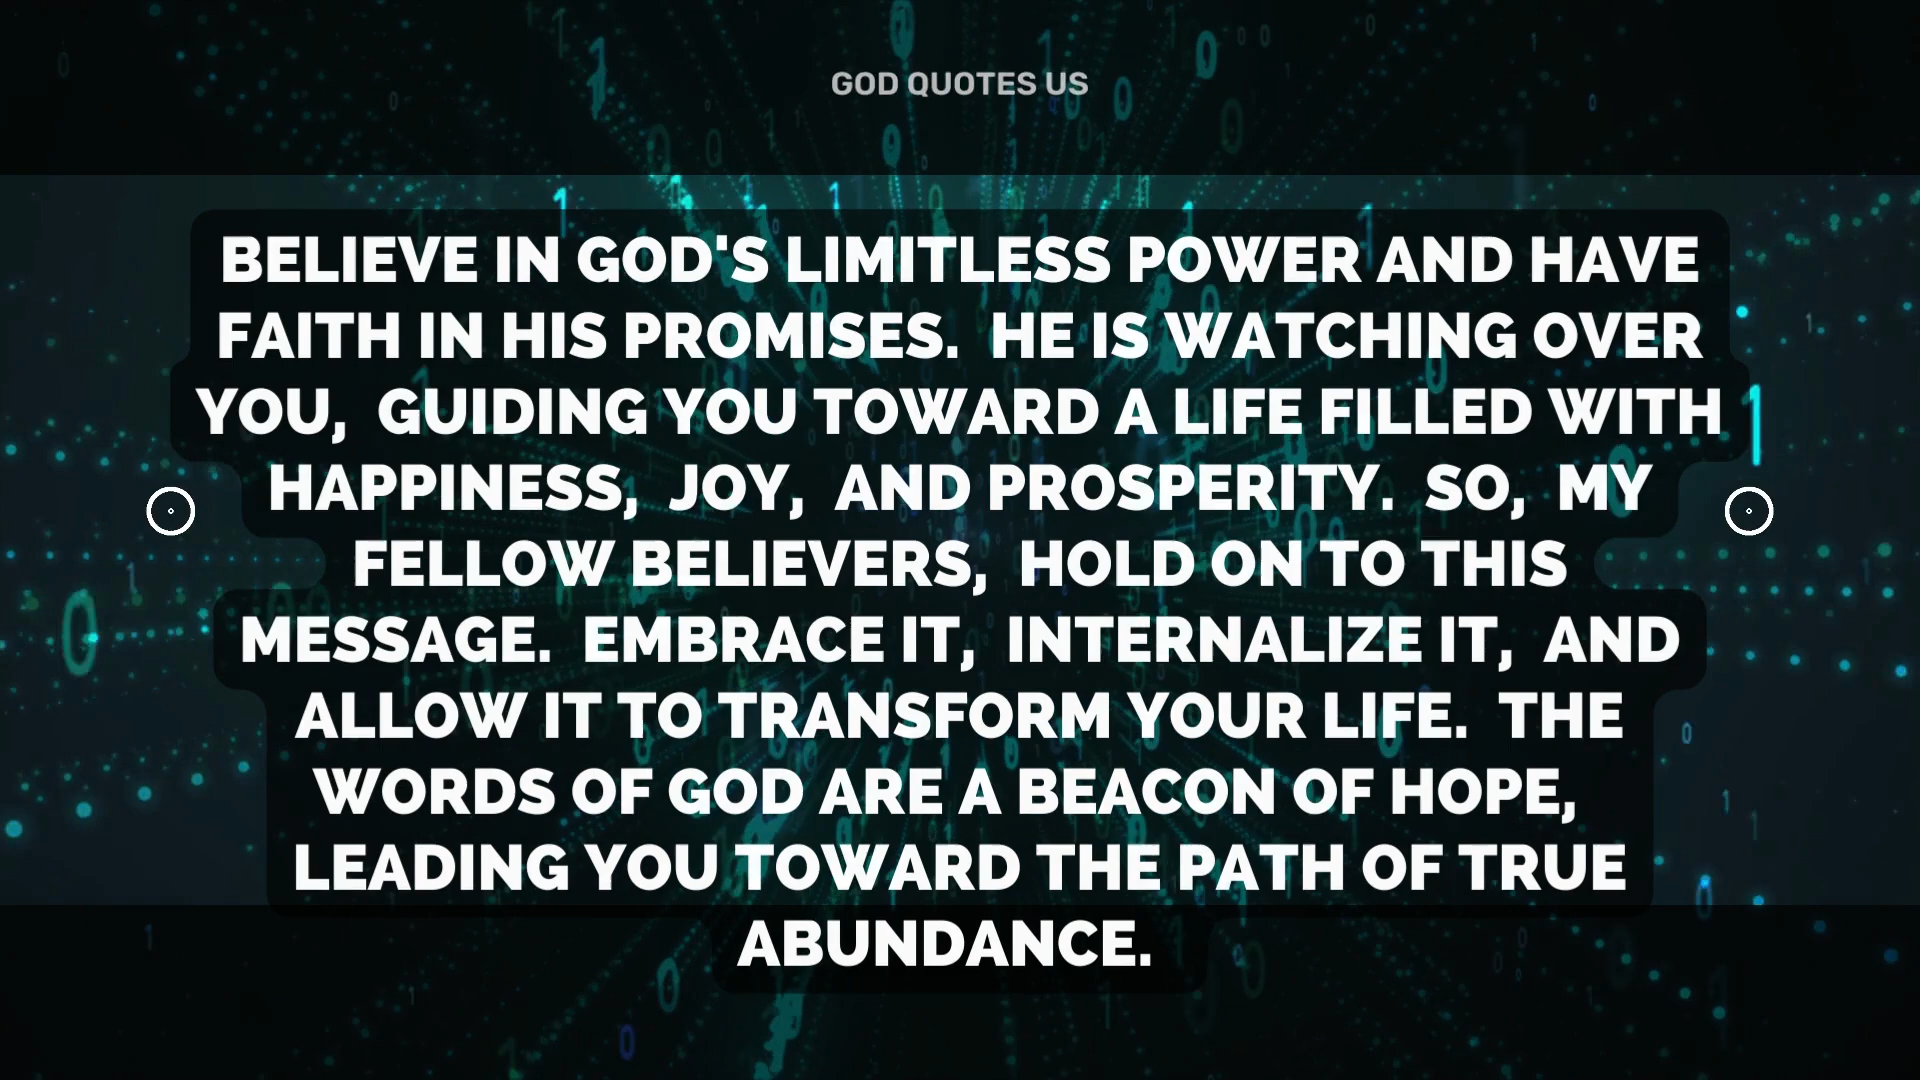 GOD QUOTES US
BELIEVE IN GOD'S LIMITLESS POWER AND HAVE
FAITH IN HIS PROMISES. HE IS WATCHING OVER
YOU, GUIDING YOU TOWARD A LIFE FILLED WITH
HAPPINESS, JOY, AND PROSPERITY. SO, MY
FELLOW BELIEVERS, HOLD ON TO THIS
MESSAGE. EMBRACE IT, INTERNALIZE IT, AND
ALLOW IT TO TRANSFORM YOUR LIFE. THE
WORDS OF GOD ARE A BEACON OF HOPE,
LEADING YOU TOWARD THE PATH OF TRUE
ABUNDANCE.